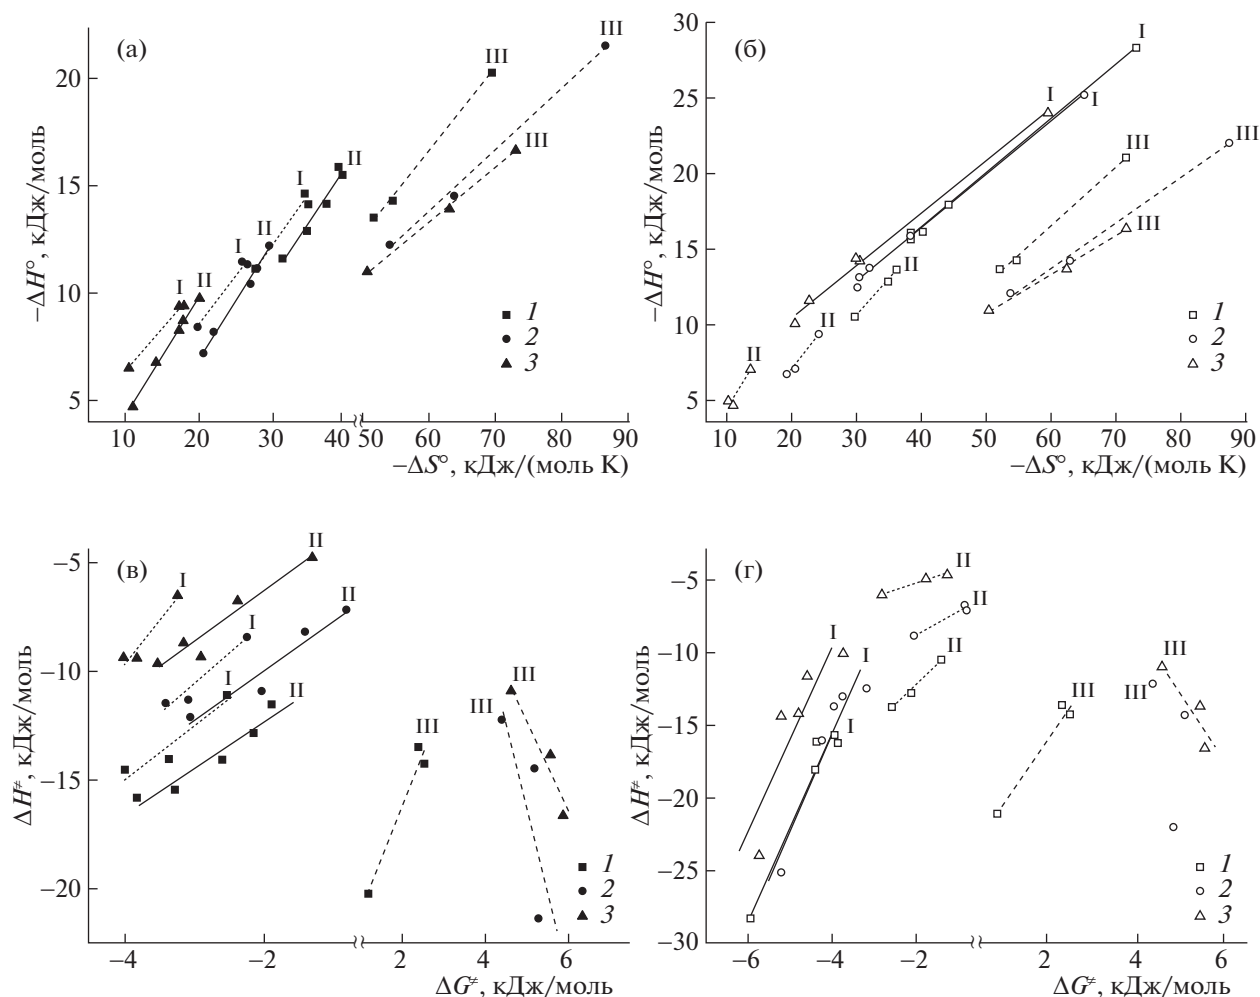 (а)
−ΔH°, кДж/моль
20
15
10
5
I
II
I
II
I
II
III
III
III
1
2
3
10 20 30 40 50 60 70 80 90
−ΔS°, кДж/(моль K)
(б)
−ΔH°, кДж/моль
30
25
20
15
10
5
I
I
I
II
II
II
III
III
III
1
2
3
10 20 30 40 50 60 70 80 90
−ΔS°, кДж/(моль K)
(в)
ΔH≠, кДж/моль
−5
−10
−15
−20
I
II
I
II
I
II
III
III
III
1
2
3
−4 −2 2 4 6
ΔG≠, кДж/моль
(г)
ΔH≠, кДж/моль
−5
−10
−15
−20
−25
−30
II
II
II
I
I
I
III
III
III
1
2
3
−6 −4 −2 2 4 6
ΔG≠, кДж/моль